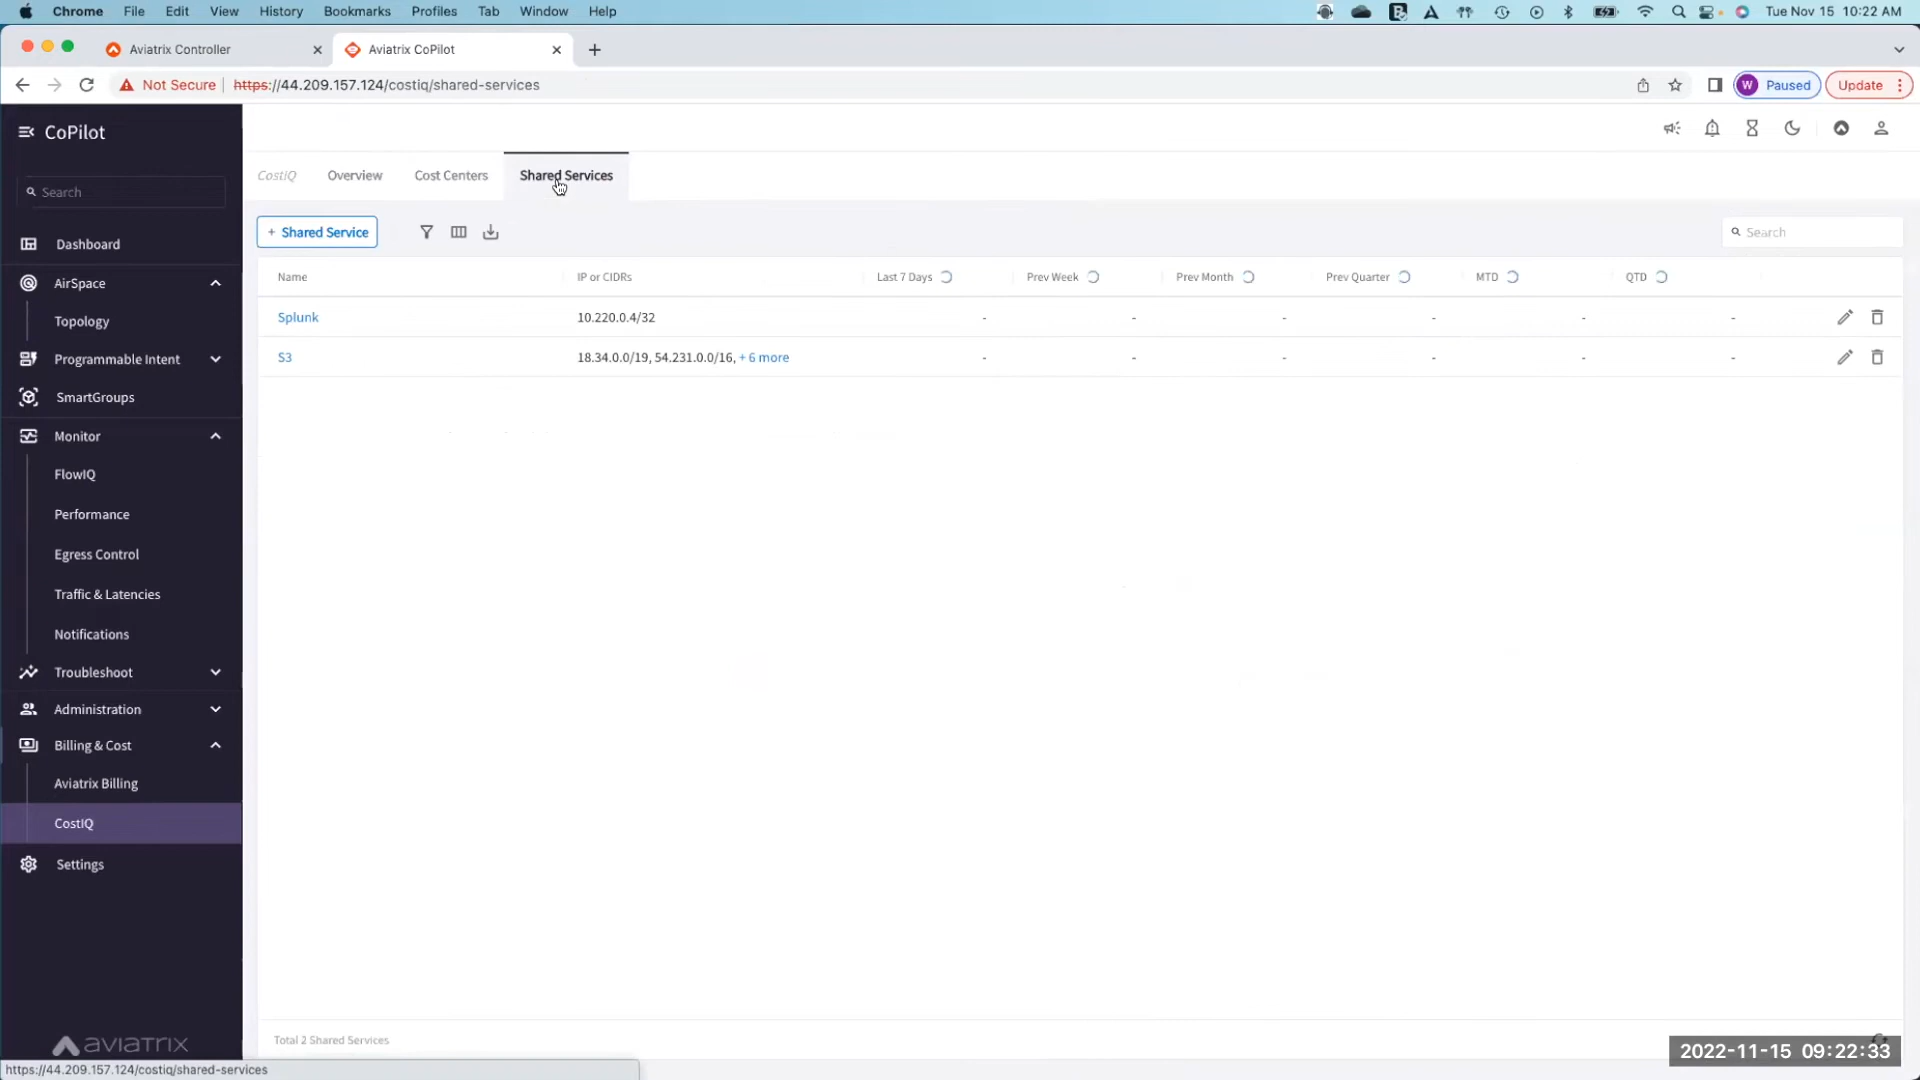 Chrome File Edit View History Bookmarks Profiles Tab Window Help Tue Nov 15 10:22 AM
Aviatrix Controller Aviatrix CoPilot
Not Secure https://44.209.157.124/costiq/shared-services W Paused Update
CoPilot
CostIQ Overview Cost Centers Shared Services
Search
+ Shared Service Search
Dashboard
Name IP or CIDRs Last 7 Days Prev Week Prev Month Prev Quarter MTD QTD
AirSpace
Splunk 10.220.0.4/32 - - - - - -
Topology
S3 18.34.0.0/19, 54.231.0.0/16, + 6 more - - - - - -
Programmable Intent
SmartGroups
Monitor
FlowIQ
Performance
Egress Control
Traffic & Latencies
Notifications
Troubleshoot
Administration
Billing & Cost
Aviatrix Billing
CostIQ
Settings
aviatrix
Total 2 Shared Services
2022-11-15 09:22:33
https://44.209.157.124/costiq/shared-services